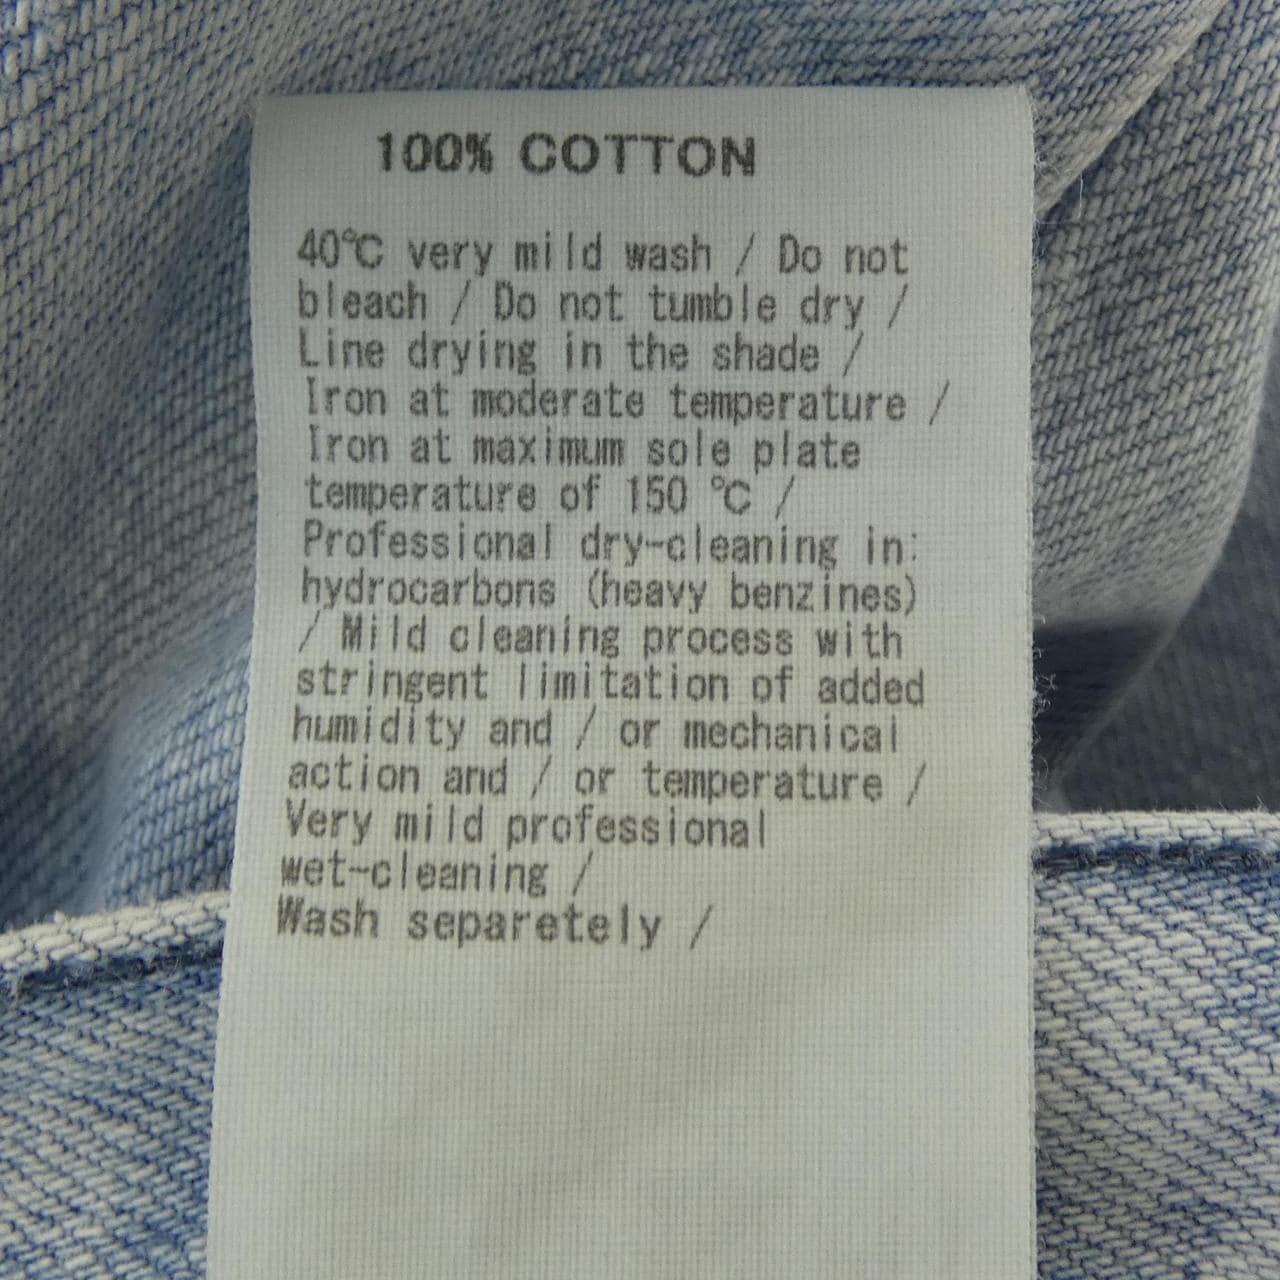 100% COTTON
40℃ very mild wash / Do not
bleach / Do not tumble dry /
Line drying in the shade /
Iron at moderate temperature /
Iron at maximum sole plate
temperature of 150 ℃ /
Professional dry-cleaning in:
hydrocarbons (heavy benzines)
/ Mild cleaning process with
stringent limitation of added
humidity and / or mechanical
action and / or temperature /
Very mild professional
wet-cleaning /
Wash separetely /